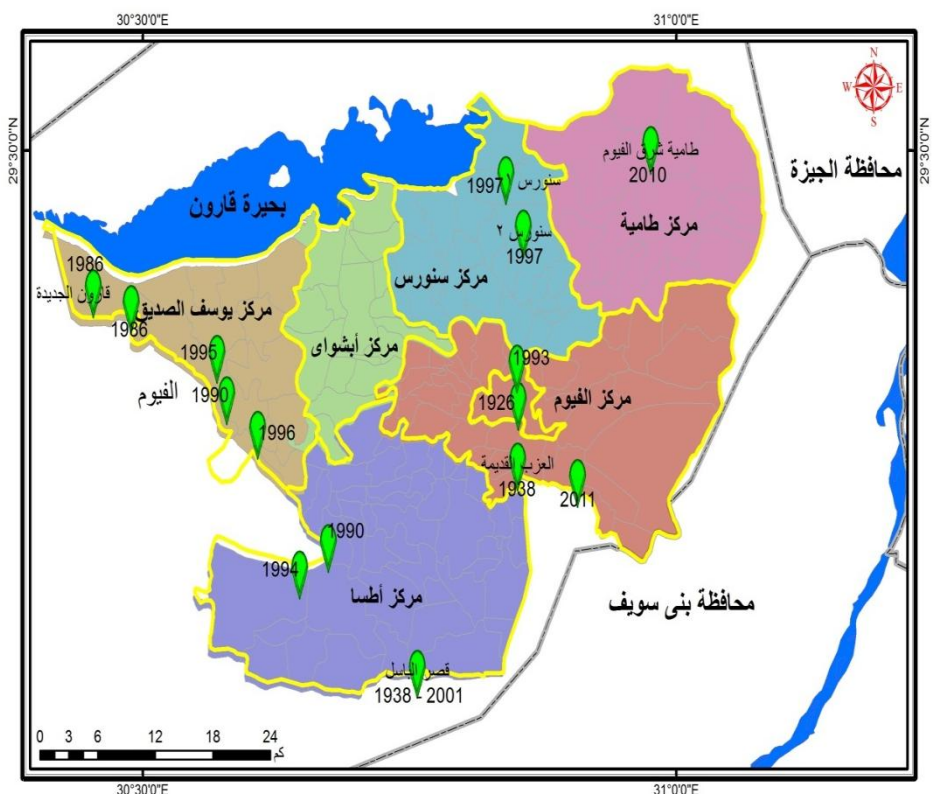 30°30'0"E
31°0'0"E
N
W E
S
29°30'0"N
29°30'0"N
طامية شرق الفيوم
2010
محافظة الجيزة
سنورس ١
1997
بحيرة قارون
مركز طامية
سنورس ٢
1997
1986
مركز سنورس
قارون الجديدة
مركز يوسف الصديق
1986
مركز أبشواى
1995
1993
الفيوم
1990
1926
مركز الفيوم
1996
العزب القديمة
1938
2011
1990
1994
مركز أطسا
محافظة بنى سويف
قصر الباسل
1938 - 2001
0 3 6 12 18 24
كم
30°30'0"E
31°0'0"E